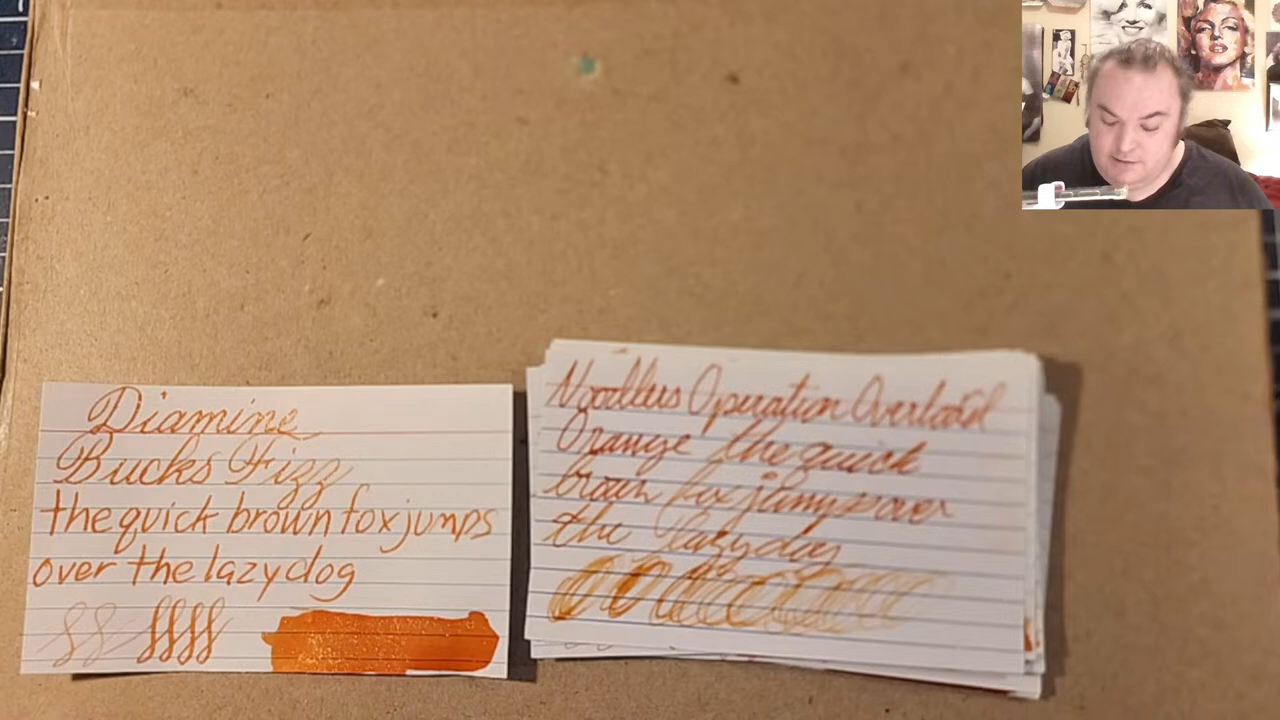 Diamine
Bucks Fizz
the quick brown fox jumps
over the lazy dog
Noodlers Operation Overlord
Orange the quick
brown fox jumps over
the lazy dog